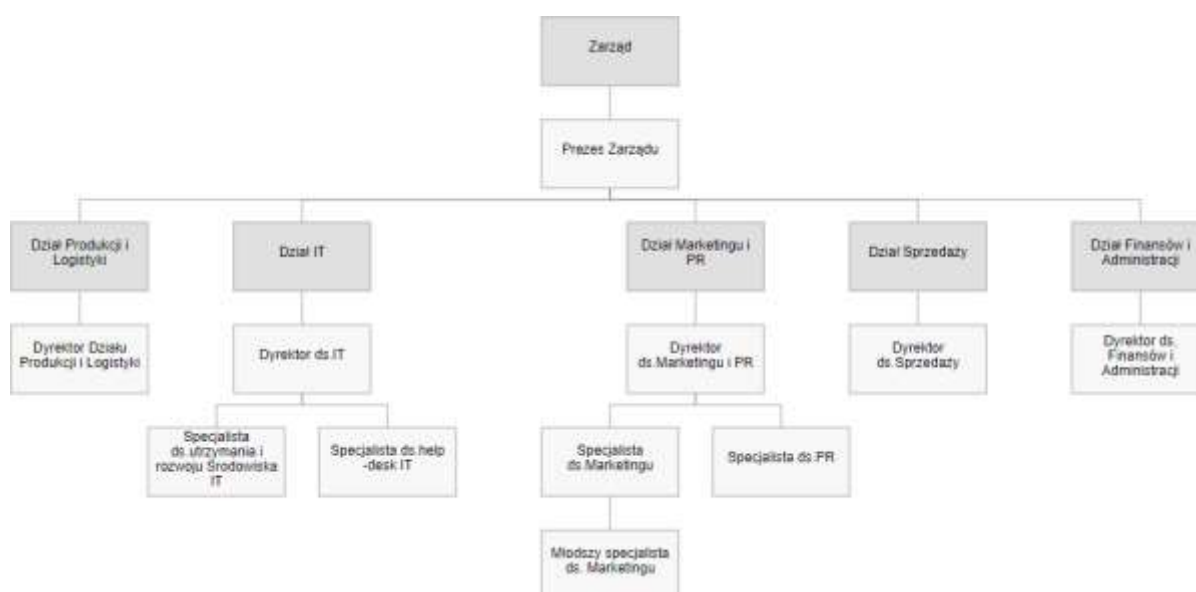 Zarząd
Prezes Zarządu
Dział Produkcji i
Logistyki
Dział IT
Dział Marketingu i
PR
Dział Sprzedaży
Dział Finansów i
Administracji
Dyrektor Działu
Produkcji i Logistyki
Dyrektor ds.IT
Dyrektor
ds.Marketingu i PR
Dyrektor
ds.Sprzedaży
Dyrektor ds.
Finansów i
Administracji
Specjalista
ds.utrzymania i
rozwoju Środowiska
IT
Specjalista ds.help
-desk IT
Specjalista
ds.Marketingu
Specjalista ds.PR
Młodszy specjalista
ds. Marketingu